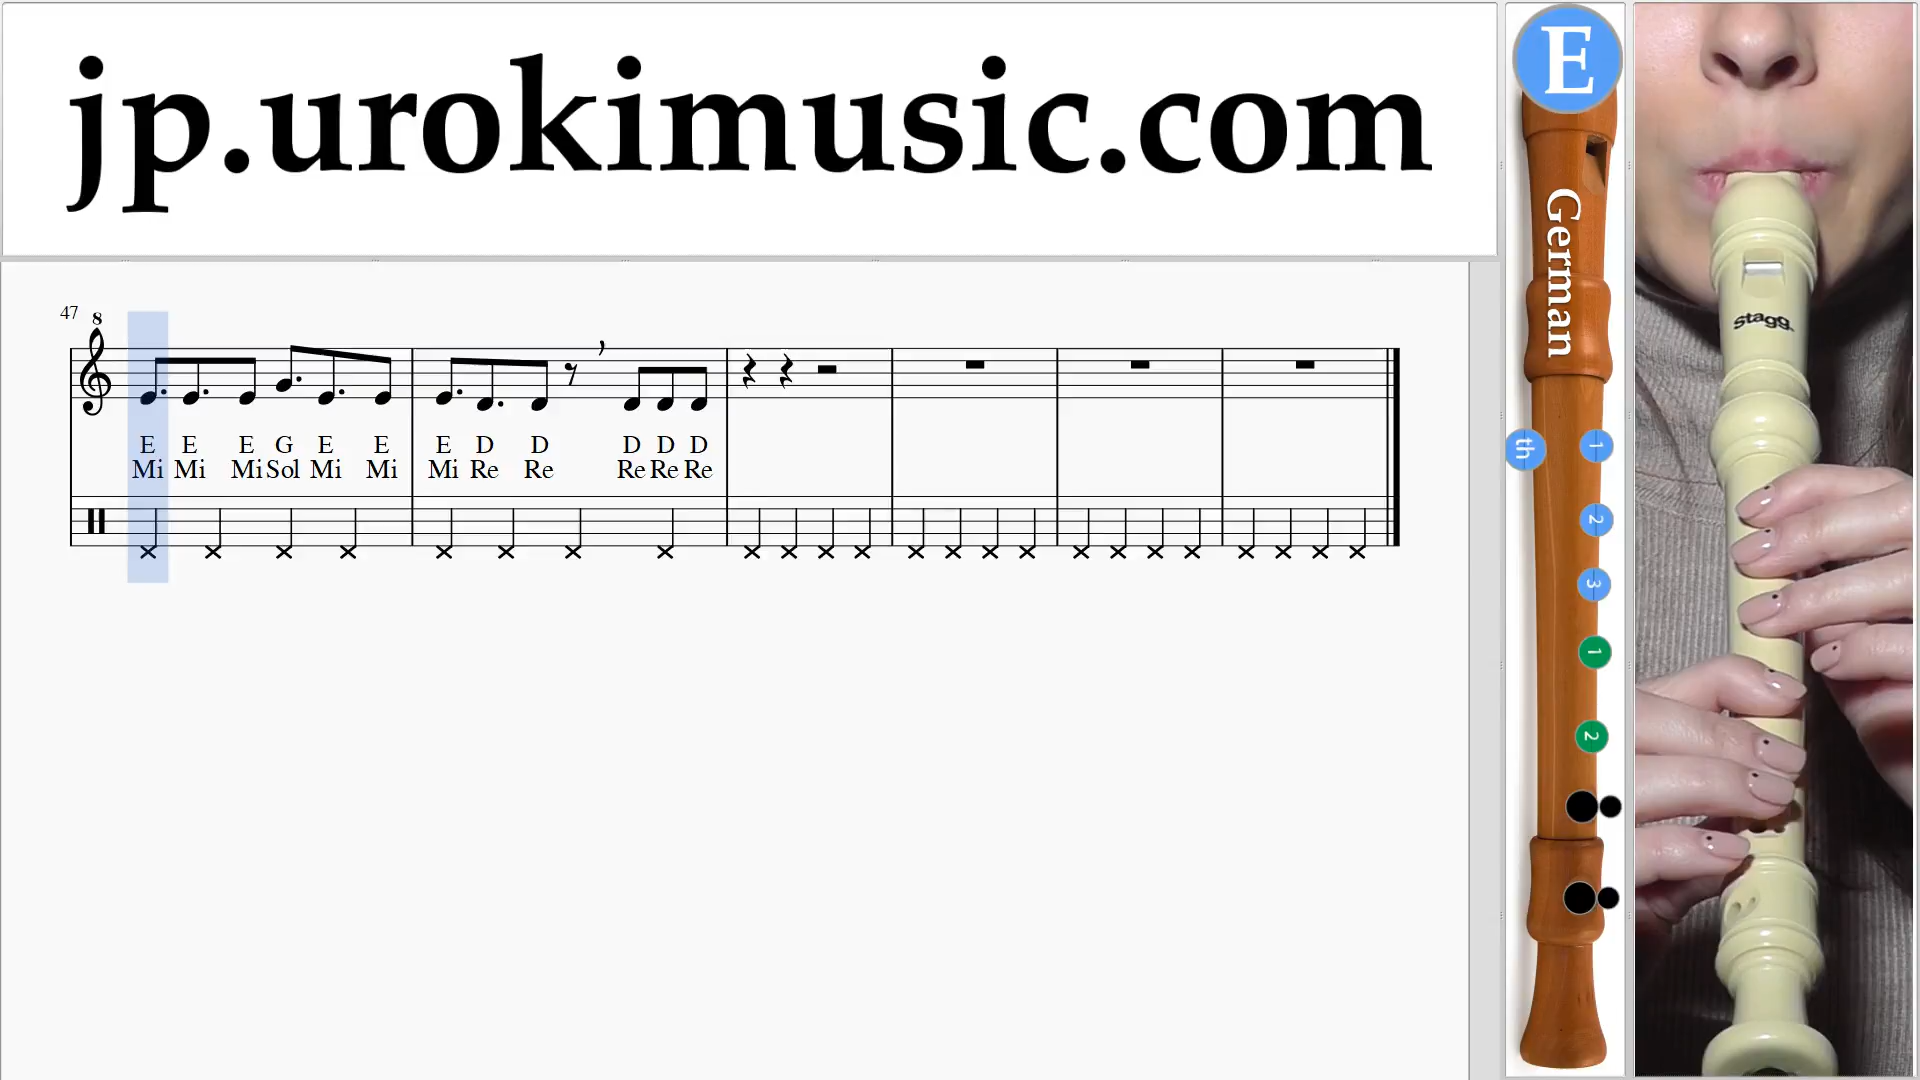 jp.urokimusic.com
47
8
E E E G E E E D D D D D
Mi Mi Mi Sol Mi Mi Mi Re Re Re Re Re
E
German
th
1
2
3
1
2
Stagg